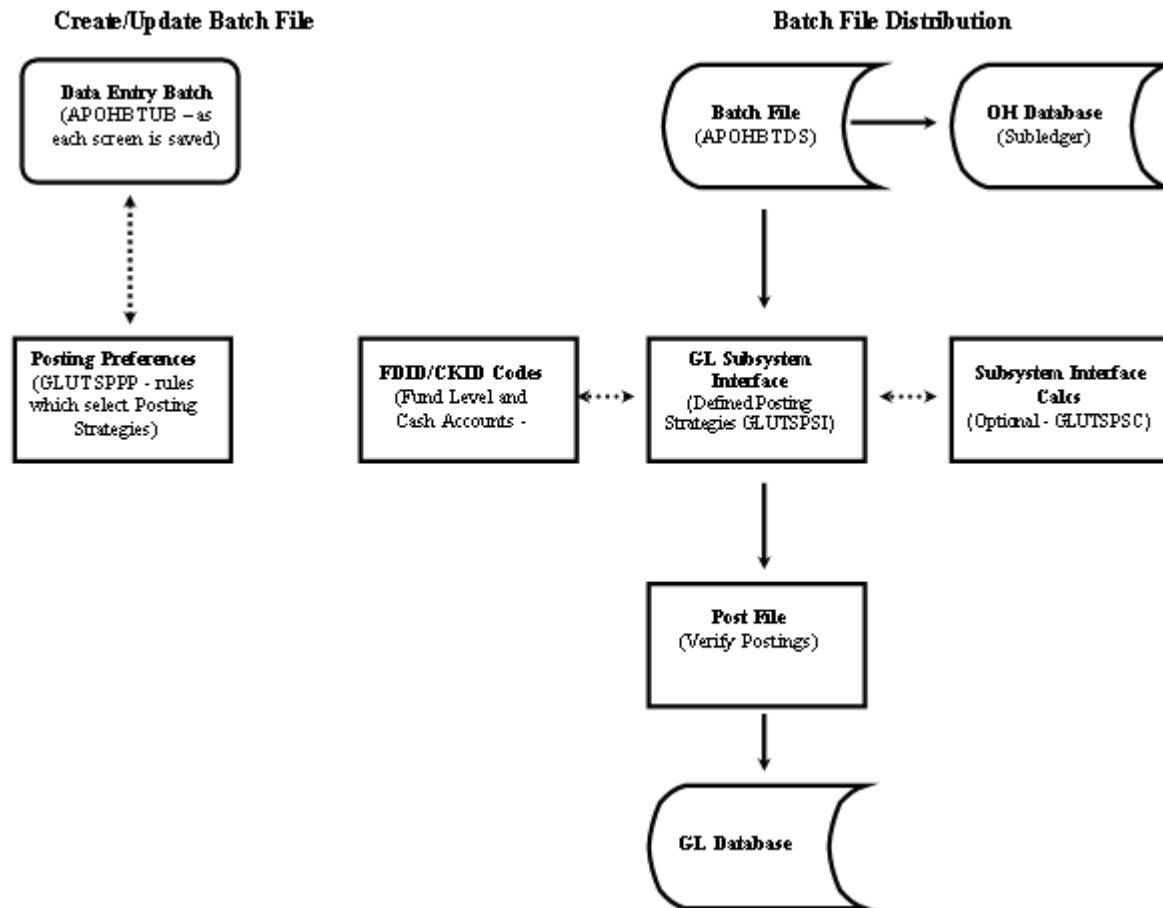 Create/Update Batch File
Batch File Distribution
Data Entry Batch
(APOHBTUB – as
each screen is saved)
Batch File
(APOHBTDS)
OH Database
(Subledger)
Posting Preferences
(GLUTSPPP - rules
which select Posting
Strategies)
FDID/CKID Codes
(Fund Level and
Cash Accounts -
GL Subsystem
Interface
(Defined Posting
Strategies GLUTSPSI)
Subsystem Interface
Calcs
(Optional - GLUTSPSC)
Post File
(Verify Postings)
GL Database